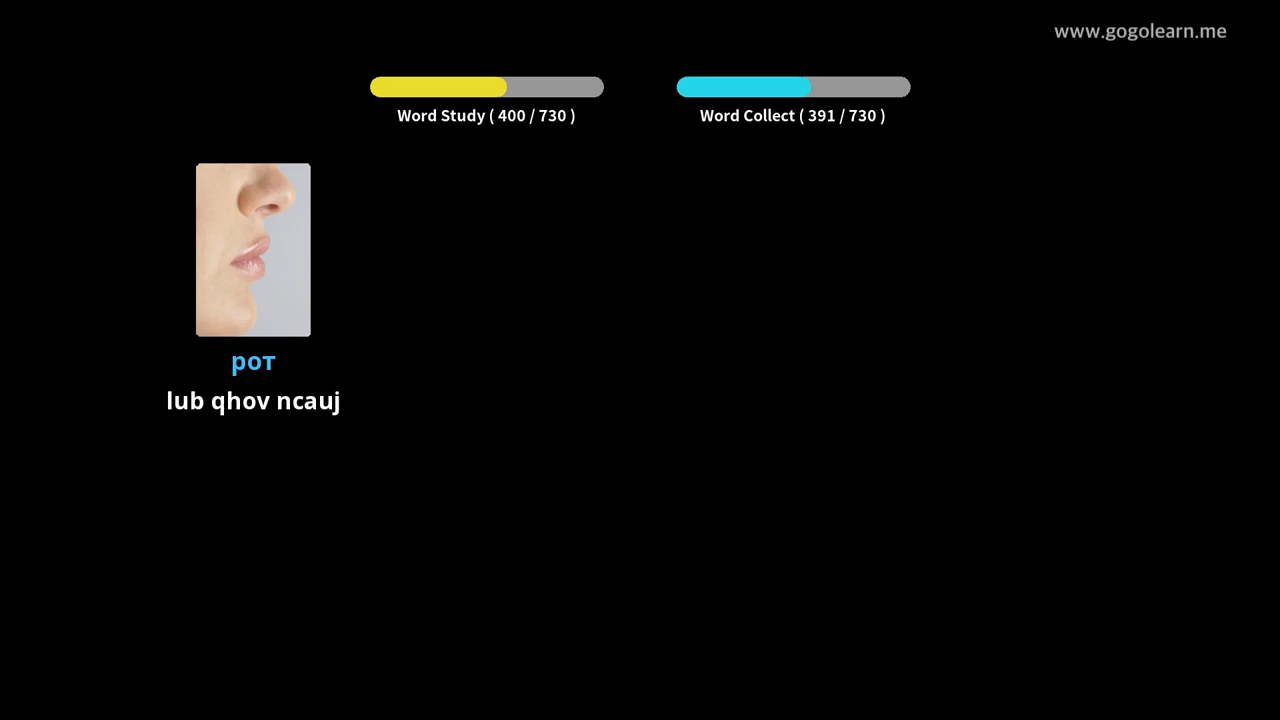 www.gogolearn.me
Word Study ( 400 / 730 )
Word Collect ( 391 / 730 )
рот
lub qhov ncauj